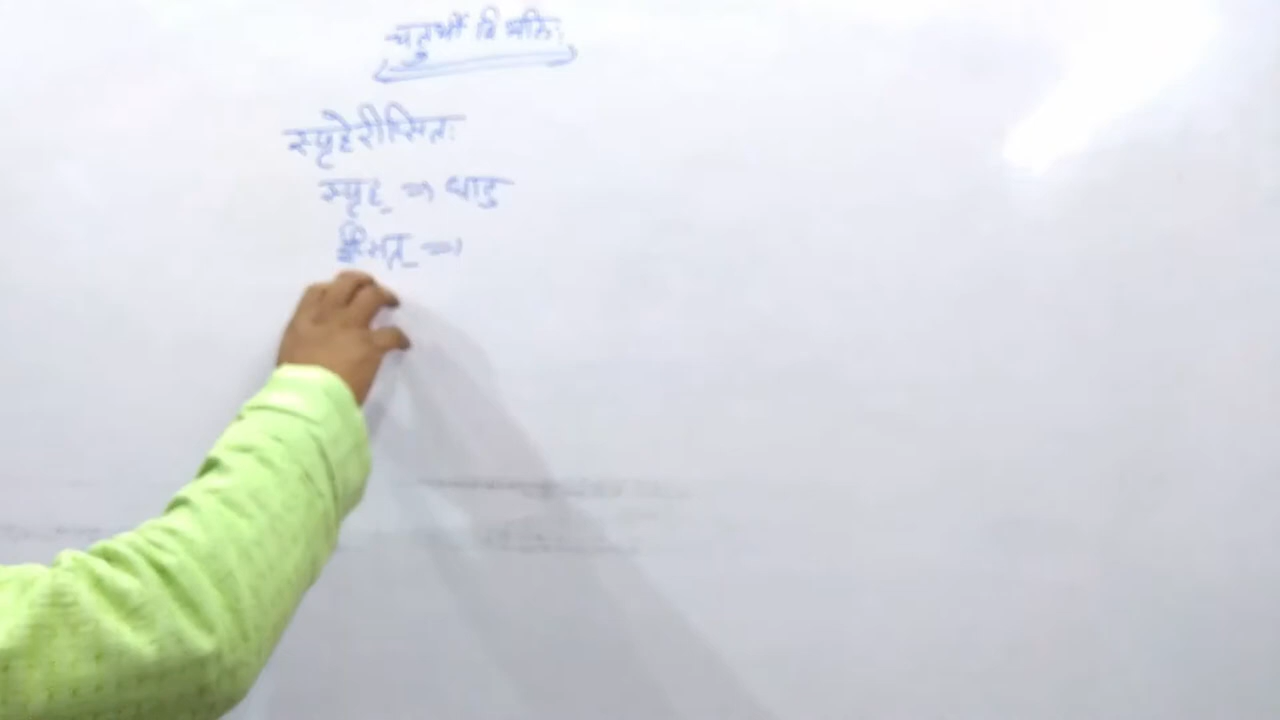 चतुर्थी विभक्ति:
स्पृहेरीप्सितः
स्पृह् => धातु
=>